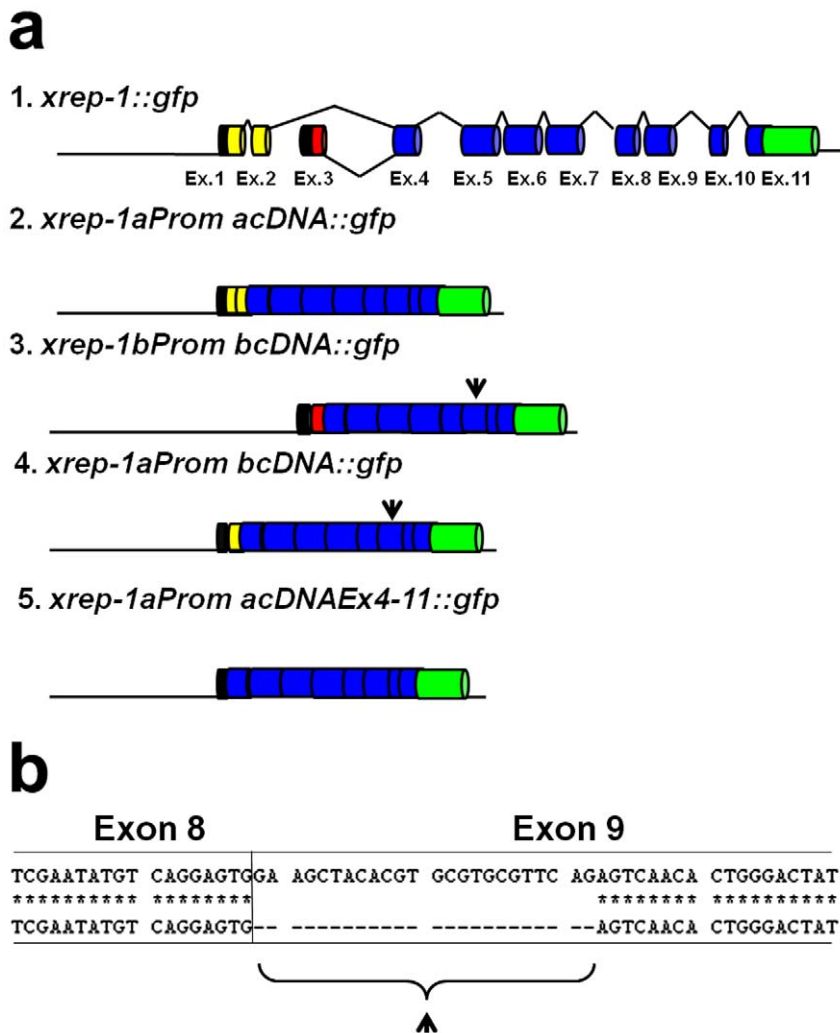 a
1. xrep-1::gfp
Ex.1 Ex.2 Ex.3 Ex.4 Ex.5 Ex.6 Ex.7 Ex.8 Ex.9 Ex.10 Ex.11
2. xrep-1aProm acDNA::gfp
3. xrep-1bProm bcDNA::gfp
4. xrep-1aProm bcDNA::gfp
5. xrep-1aProm acDNAEx4-11::gfp
b
Exon 8 Exon 9
TCGAATATGT CAGGAGTGGA AGCTACACGT GCGTGCGTTC AGAGTCAACA CTGGGACTAT
********** ******** ******** **********
TCGAATATGT CAGGAGTG-- ---------- ---------- --AGTCAACA CTGGGACTAT